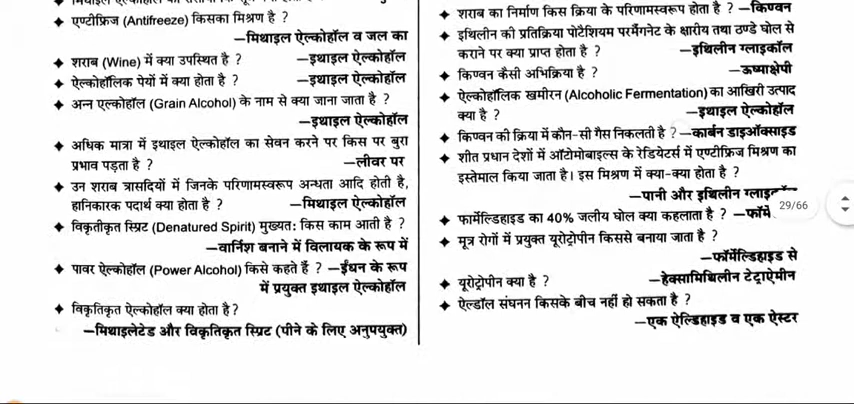 ◆ एण्टीफ्रिज (Antifreeze) किसका मिश्रण है ?
—मिथाइल ऐल्कोहॉल व जल का
◆ शराब (Wine) में क्या उपस्थित है ? —इथाइल ऐल्कोहॉल
◆ ऐल्कोहॉलिक पेयों में क्या होता है ? —इथाइल ऐल्कोहॉल
◆ अन्न एल्कोहॉल (Grain Alcohol) के नाम से क्या जाना जाता है ?
—इथाइल ऐल्कोहॉल
◆ अधिक मात्रा में इथाइल ऐल्कोहॉल का सेवन करने पर किस पर बुरा
प्रभाव पड़ता है ? —लीवर पर
◆ उन शराब त्रासदियों में जिनके परिणामस्वरूप अन्धता आदि होती है,
हानिकारक पदार्थ क्या होता है ? —मिथाइल ऐल्कोहॉल
◆ विकृतीकृत स्प्रिट (Denatured Spirit) मुख्यतः किस काम आती है ?
—वार्निश बनाने में विलायक के रूप में
◆ पावर ऐल्कोहॉल (Power Alcohol) किसे कहते हैं ? —ईंधन के रूप
में प्रयुक्त इथाइल ऐल्कोहॉल
◆ विकृतिकृत ऐल्कोहॉल क्या होता है ?
—मिथाइलेटेड और विकृतिकृत स्प्रिट (पीने के लिए अनुपयुक्त)
◆ शराब का निर्माण किस क्रिया के परिणामस्वरूप होता है ? —किण्वन
◆ इथिलीन की प्रतिक्रिया पोटैशियम परमैंगनेट के क्षारीय तथा ठण्डे घोल से
कराने पर क्या प्राप्त होता है ? —इथिलीन ग्लाइकॉल
◆ किण्वन कैसी अभिक्रिया है ? —ऊष्माक्षेपी
◆ ऐल्कोहॉलिक खमीरन (Alcoholic Fermentation) का आखिरी उत्पाद
क्या है ? —इथाइल ऐल्कोहॉल
◆ किण्वन की क्रिया में कौन-सी गैस निकलती है ? —कार्बन डाइऑक्साइड
◆ शीत प्रधान देशों में ऑटोमोबाइल्स के रेडियेटर्स में एण्टीफ्रिज मिश्रण का
इस्तेमाल किया जाता है। इस मिश्रण में क्या-क्या होता है ?
—पानी और इथिलीन
29/66
◆ फार्मेल्डिहाइड का 40% जलीय घोल क्या कहलाता है ?
◆ मूत्र रोगों में प्रयुक्त यूरोट्रोपीन किससे बनाया जाता है ?
—फॉर्मेल्डिहाइड से
◆ यूरोट्रोपीन क्या है ? —हेक्सामिथिलीन टेट्राऐमीन
◆ ऐल्डॉल संघनन किसके बीच नहीं हो सकता है ?
—एक ऐल्डिहाइड व एक ऐस्टर